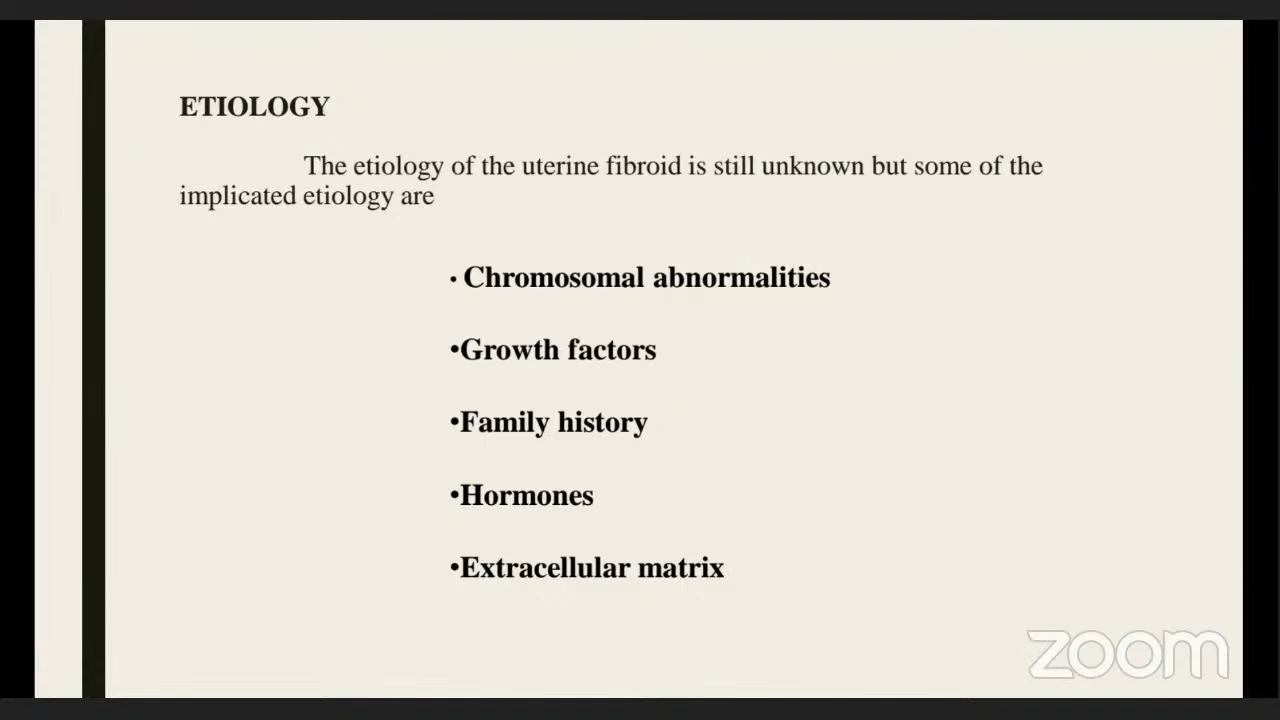 ETIOLOGY
The etiology of the uterine fibroid is still unknown but some of the
implicated etiology are
• Chromosomal abnormalities
•Growth factors
•Family history
•Hormones
•Extracellular matrix
zoom